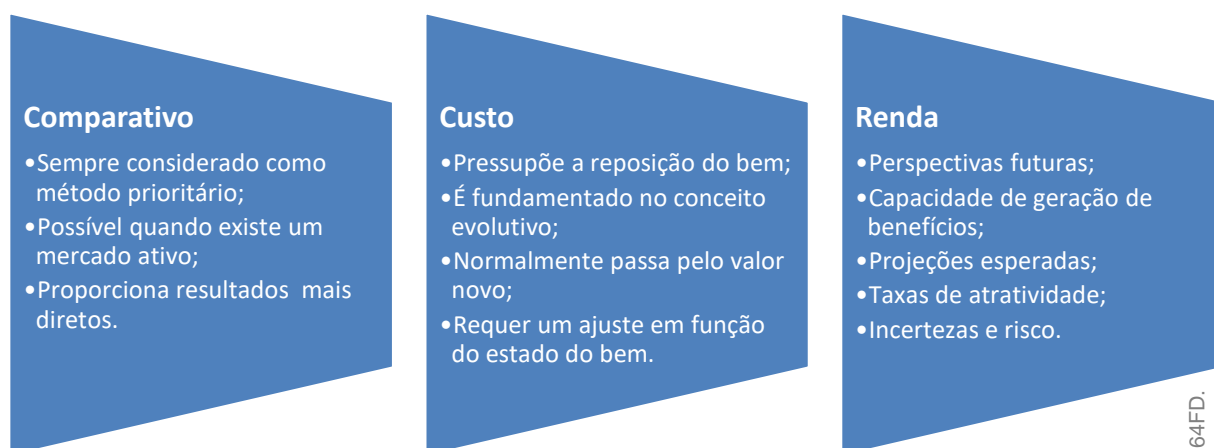 Comparativo
•Sempre considerado como
método prioritário;
•Possível quando existe um
mercado ativo;
•Proporciona resultados mais
diretos.
Custo
•Pressupõe a reposição do bem;
•É fundamentado no conceito
evolutivo;
•Normalmente passa pelo valor
novo;
•Requer um ajuste em função
do estado do bem.
Renda
•Perspectivas futuras;
•Capacidade de geração de
benefícios;
•Projeções esperadas;
•Taxas de atratividade;
•Incertezas e risco.
64FD.